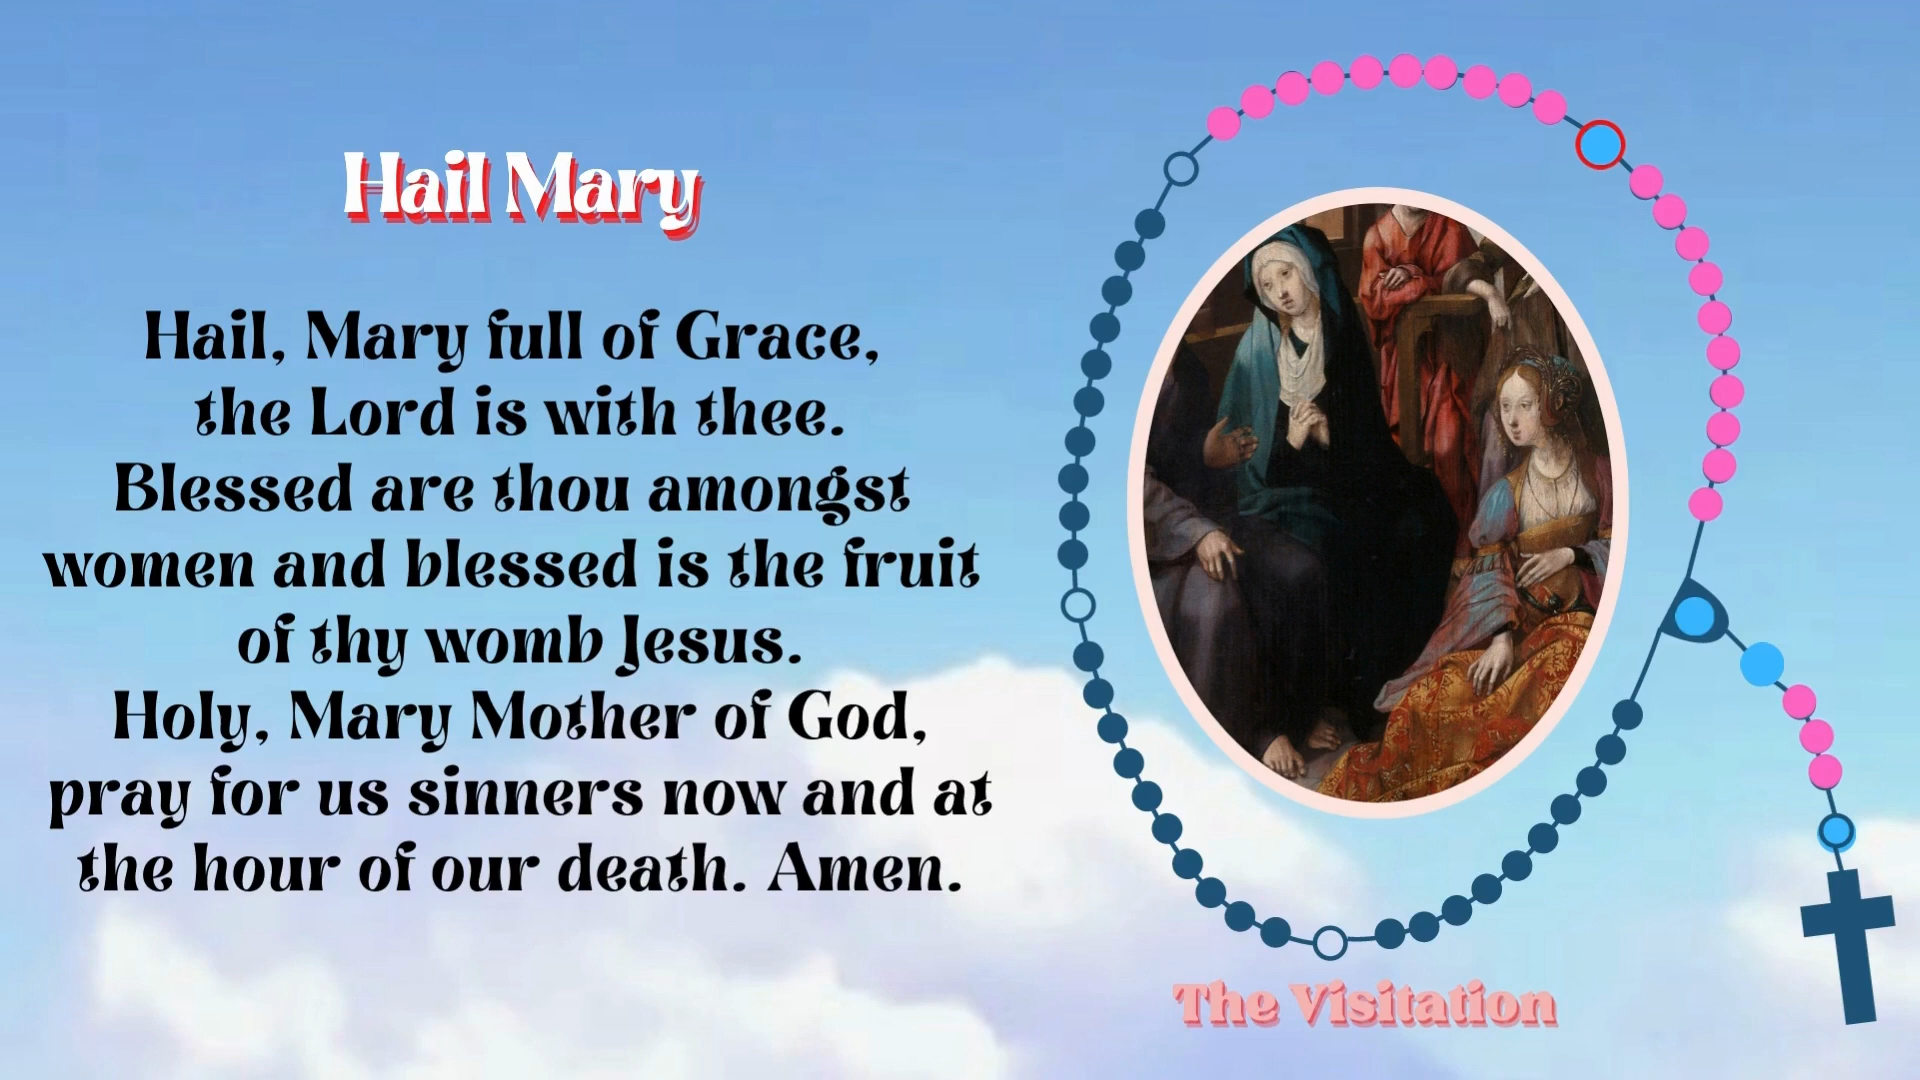 Hail Mary
Hail, Mary full of Grace,
the Lord is with thee.
Blessed are thou amongst
women and blessed is the fruit
of thy womb Jesus.
Holy, Mary Mother of God,
pray for us sinners now and at
the hour of our death. Amen.
The Visitation